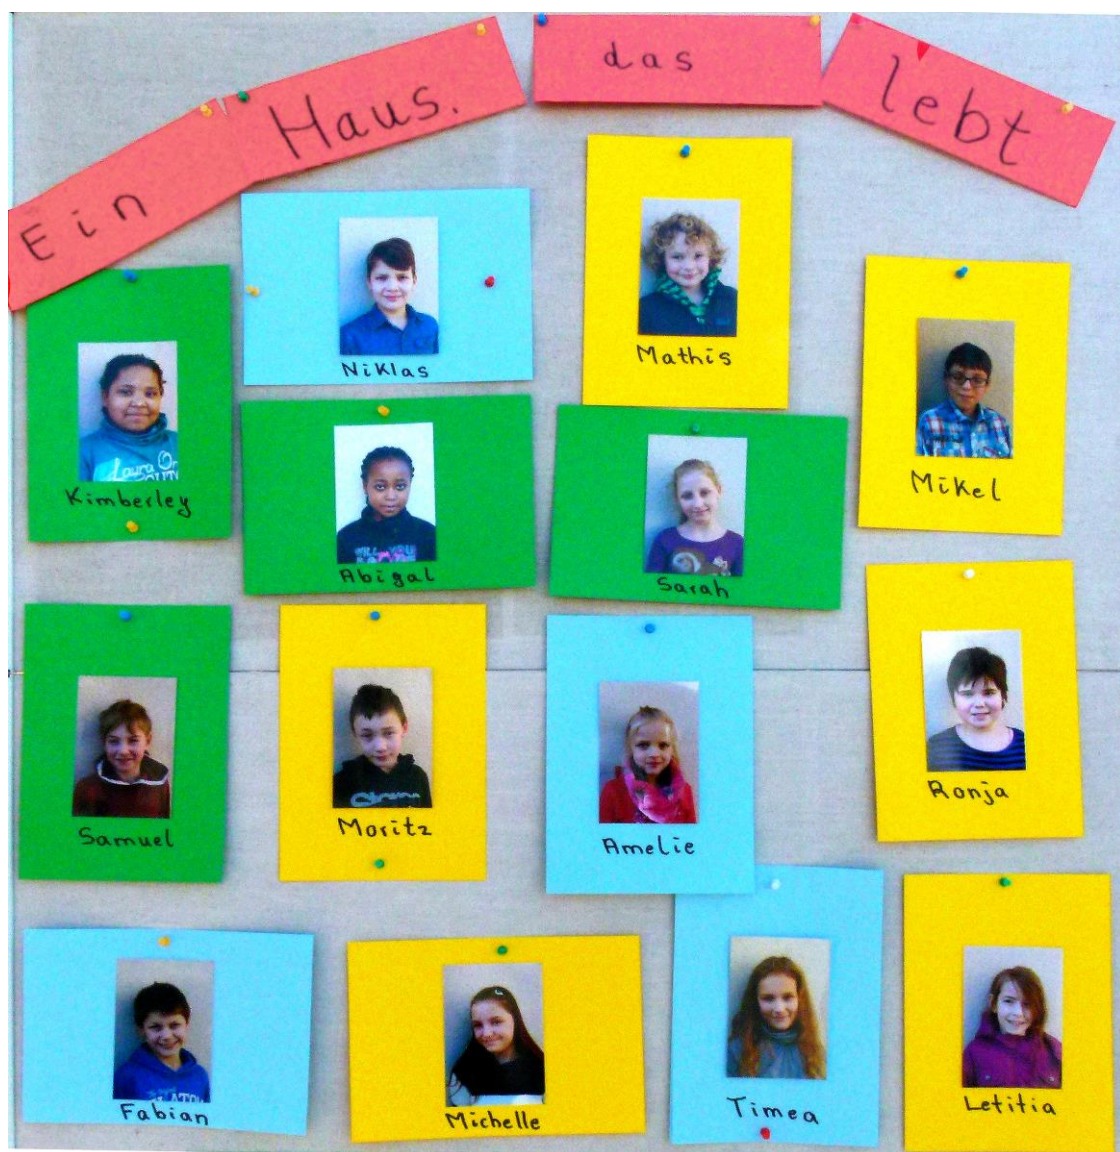 Ein Haus. das lebt
Niklas
Mathis
Kimberley
Mikel
Abigal
Sarah
Samuel
Moritz
Amelie
Ronja
Fabian
Michelle
Timea
Letitia